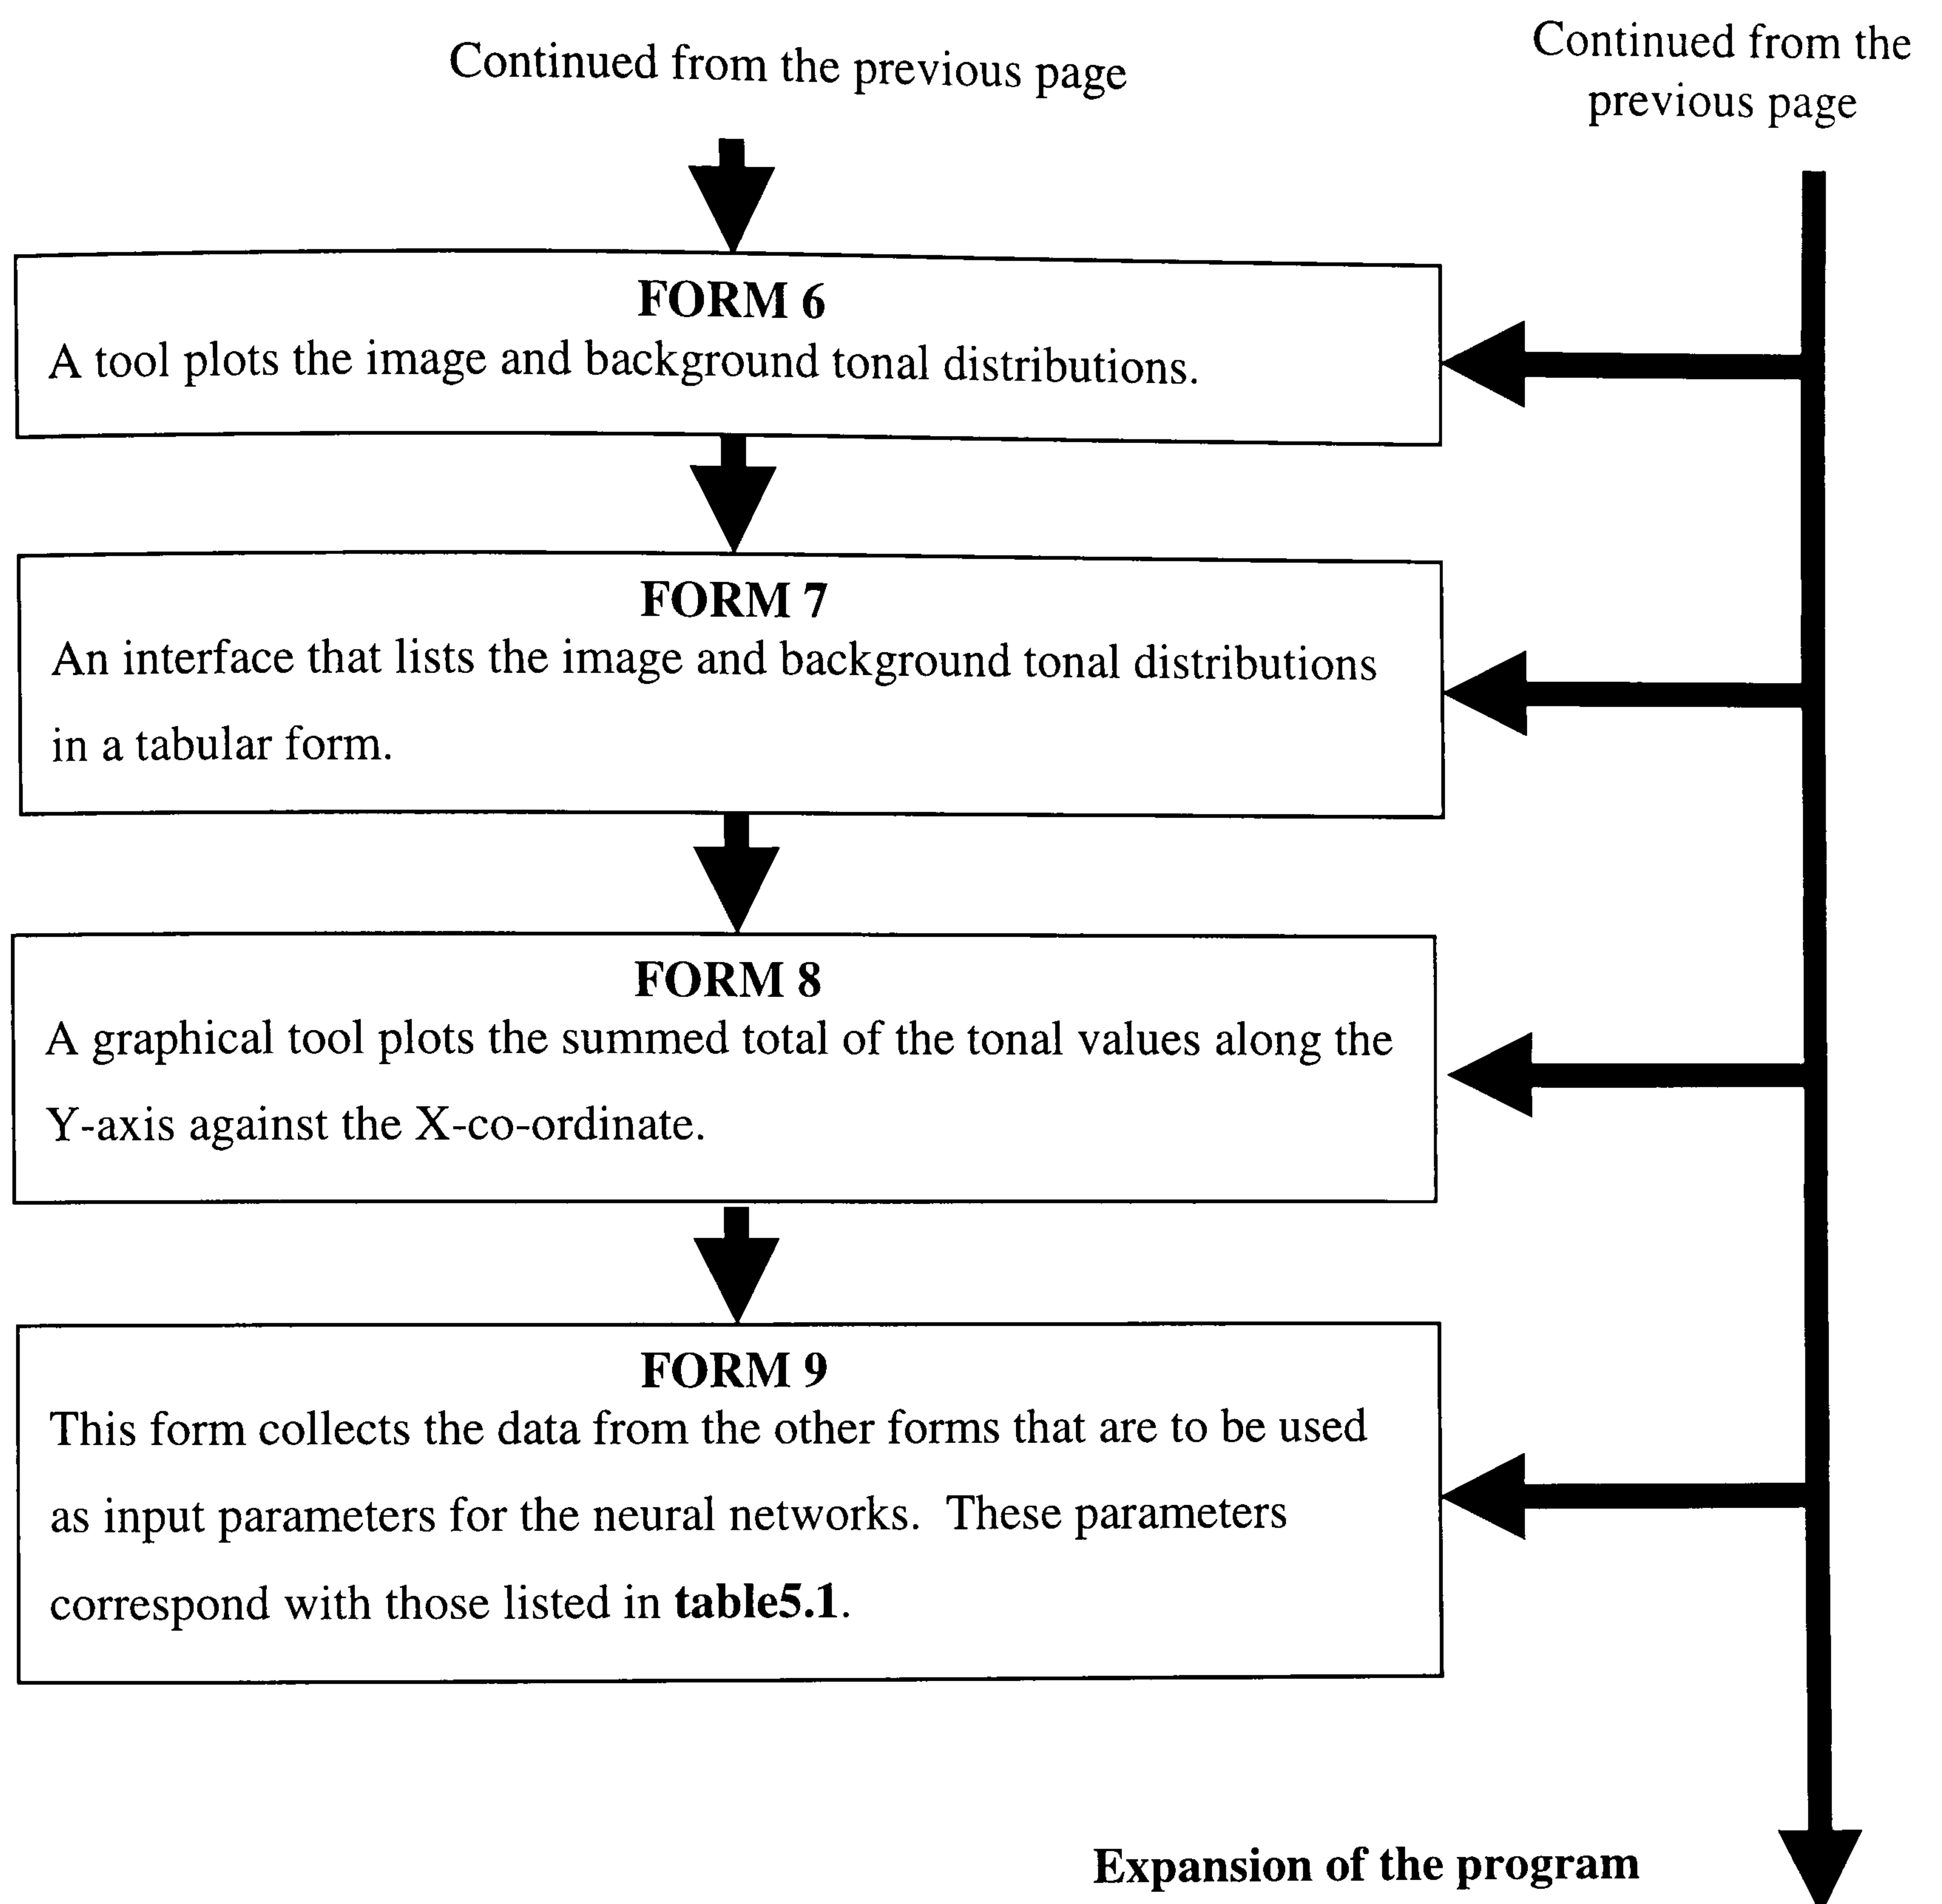 Continued from the previous page
Continued from the
previous page
FORM 6
A tool plots the image and background tonal distributions.
FORM 7
An interface that lists the image and background tonal distributions
in a tabular form.
FORM 8
A graphical tool plots the summed total of the tonal values along the
Y-axis against the X-co-ordinate.
FORM 9
This form collects the data from the other forms that are to be used
as input parameters for the neural networks.  These parameters
correspond with those listed in table5.1.
Expansion of the program